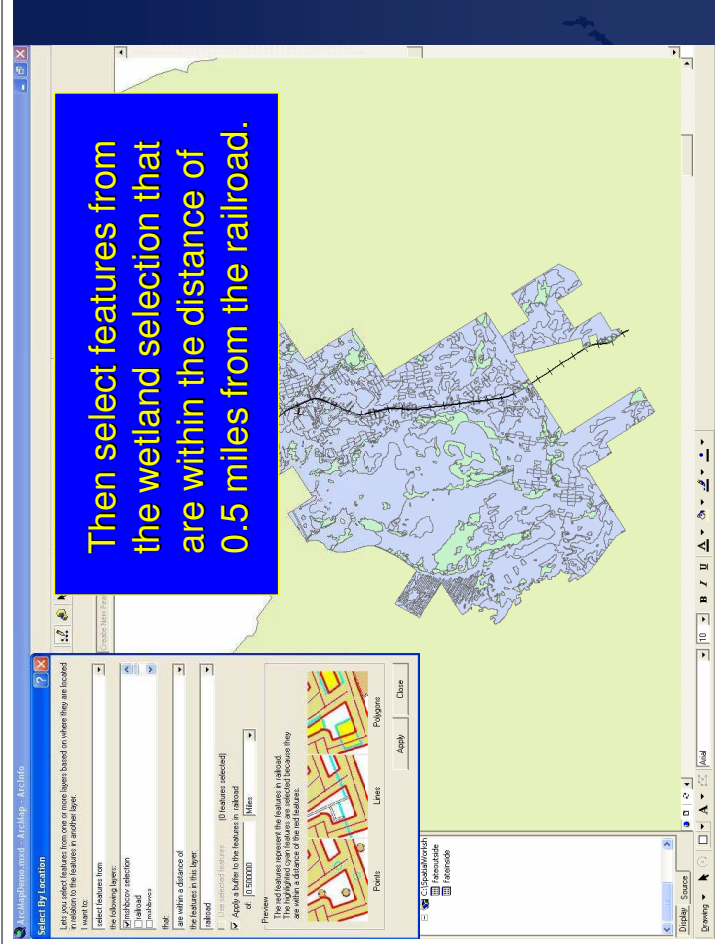 ArcMapDemo.mxd - ArcMap - ArcInfo
Select By Location
Lets you select features from one or more layers based on where they are located
in relation to the features in another layer.
I want to:
select features from
the following layers:
railroad
that:
are within a distance of
the features in this layer:
railroad
Use selected features
(0 features selected)
Apply a buffer to the features in railroad
of:
0.500000
Miles
Preview
The red features represent the features in railroad.
The highlighted cyan features are selected because they
are within a distance of the red features.
Points
Lines
Polygons
Apply
Close
Then select features from
the wetland selection that
are within the distance of
0.5 miles from the railroad.
fateoutside
fateinside
Display
Source
Drawing
Arial
10
B I U
A